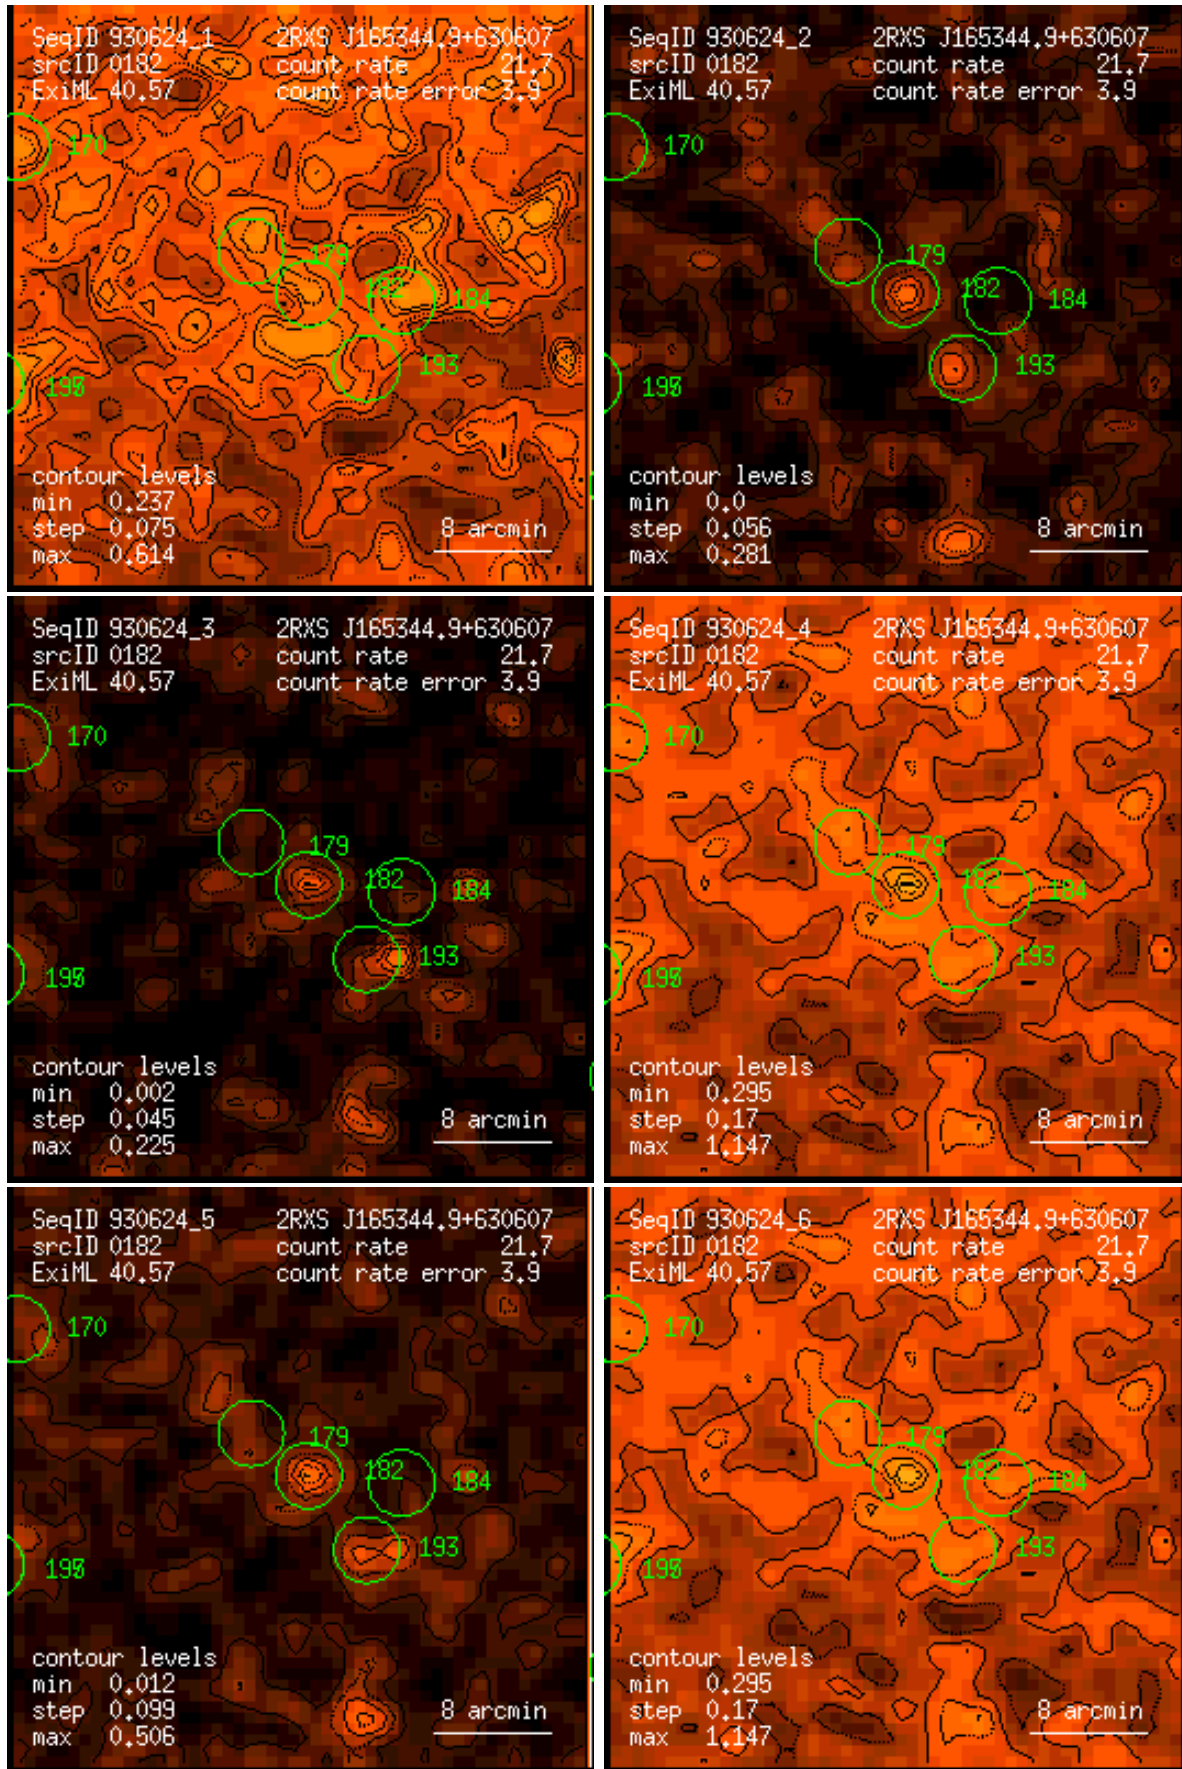 SeqID 930624_1 2RXS J165344.9+630607
srcID 0182 count rate 21.7
ExiML 40.57 count rate error 3.9
170
179
182 184
193
contour levels
min 0.237
step 0.075
max 0.614
8 arcmin
SeqID 930624_2 2RXS J165344.9+630607
srcID 0182 count rate 21.7
ExiML 40.57 count rate error 3.9
170
179
182 184
193
contour levels
min 0.0
step 0.056
max 0.281
8 arcmin
SeqID 930624_3 2RXS J165344.9+630607
srcID 0182 count rate 21.7
ExiML 40.57 count rate error 3.9
170
179
182 184
193
contour levels
min 0.002
step 0.045
max 0.225
8 arcmin
SeqID 930624_4 2RXS J165344.9+630607
srcID 0182 count rate 21.7
ExiML 40.57 count rate error 3.9
170
179
182 184
193
contour levels
min 0.295
step 0.17
max 1.147
8 arcmin
SeqID 930624_5 2RXS J165344.9+630607
srcID 0182 count rate 21.7
ExiML 40.57 count rate error 3.9
170
179
182 184
193
contour levels
min 0.012
step 0.099
max 0.506
8 arcmin
SeqID 930624_6 2RXS J165344.9+630607
srcID 0182 count rate 21.7
ExiML 40.57 count rate error 3.9
170
179
182 184
193
contour levels
min 0.295
step 0.17
max 1.147
8 arcmin